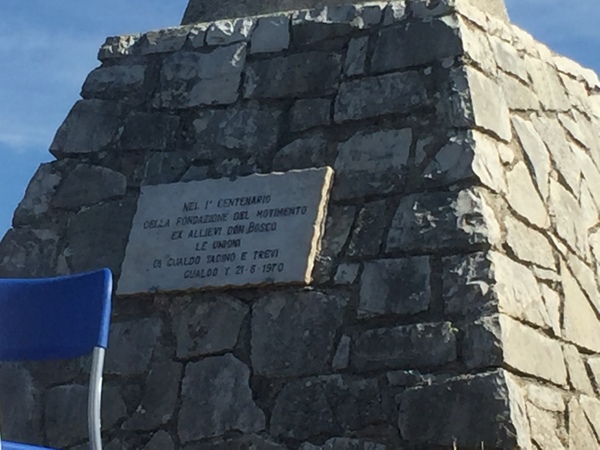 NEL 1° CENTENARIO
DELLA FONDAZIONE DEL MOVIMENTO
EX ALLIEVI DON BOSCO
LE UNIONI
DI GUALDO TADINO E TREVI
GUALDO T. 21-6-1970